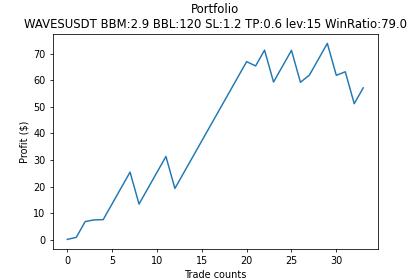 Portfolio
WAVESUSDT BBM:2.9 BBL:120 SL:1.2 TP:0.6 lev:15 WinRatio:79.0
70
60
50
40
30
20
10
0
Profit ($)
0 5 10 15 20 25 30
Trade counts